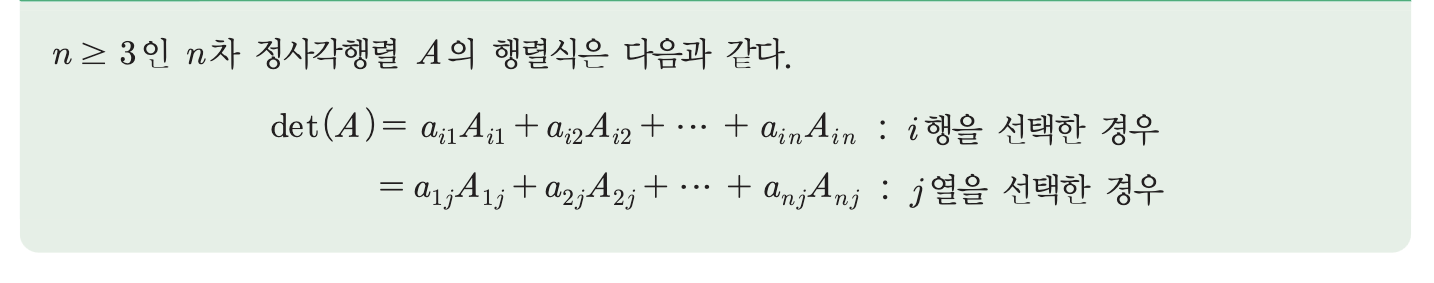 n ≥ 3인 n차 정사각행렬 A의 행렬식은 다음과 같다.
det(A) = a_{i1}A_{i1} + a_{i2}A_{i2} + ⋯ + a_{in}A_{in} : i행을 선택한 경우
= a_{1j}A_{1j} + a_{2j}A_{2j} + ⋯ + a_{nj}A_{nj} : j열을 선택한 경우